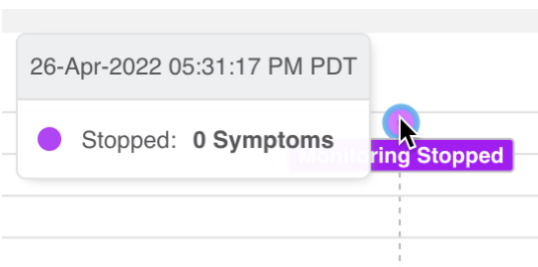 26-Apr-2022 05:31:17 PM PDT
Stopped: 0 Symptoms
Monitoring Stopped